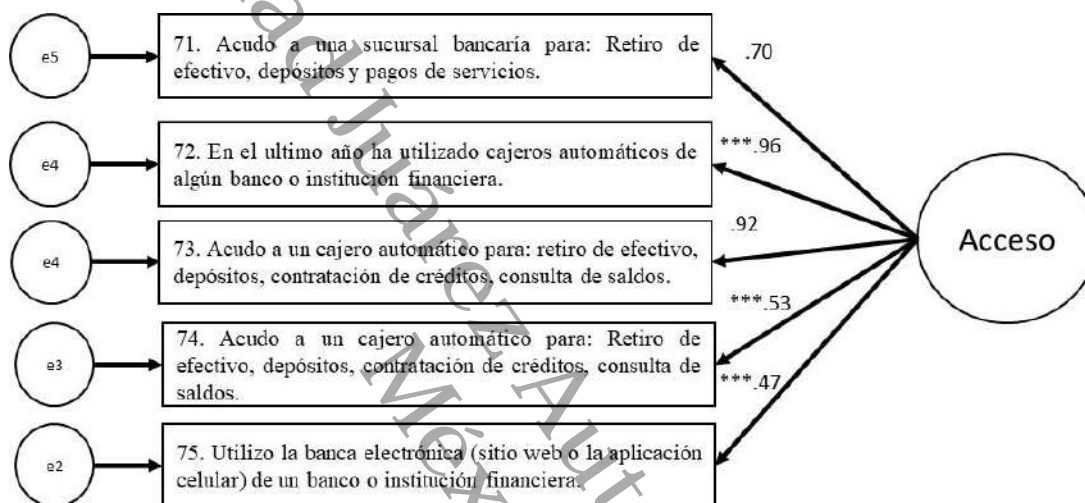 e5
71. Acudo a una sucursal bancaría para: Retiro de
efectivo, depósitos y pagos de servicios.
.70
e4
72. En el ultimo año ha utilizado cajeros automáticos de
algún banco o institución financiera.
***.96
e4
73. Acudo a un cajero automático para: retiro de efectivo,
depósitos, contratación de créditos, consulta de saldos.
.92
Acceso
e3
74. Acudo a un cajero automático para: Retiro de
efectivo, depósitos, contratación de créditos, consulta de
saldos.
***.53
e2
75. Utilizo la banca electrónica (sitio web o la aplicación
celular) de un banco o institución financiera.
***.47
Juárez Aut
Méx